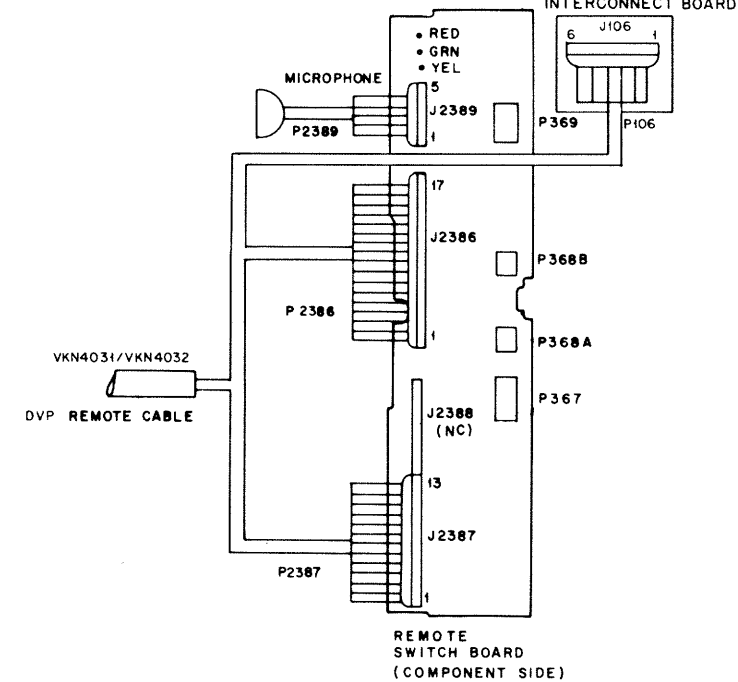 INTERCONNECT BOARD
J106
6 1
RED
GRN
YEL
MICROPHONE
5
J2389
P2389
1
P369
P106
17
J2386
P368B
P2386
1
P368A
VKN4031/VKN4032
DVP REMOTE CABLE
P367
J2388
(NC)
13
J2387
P2387
1
REMOTE
SWITCH BOARD
(COMPONENT SIDE)